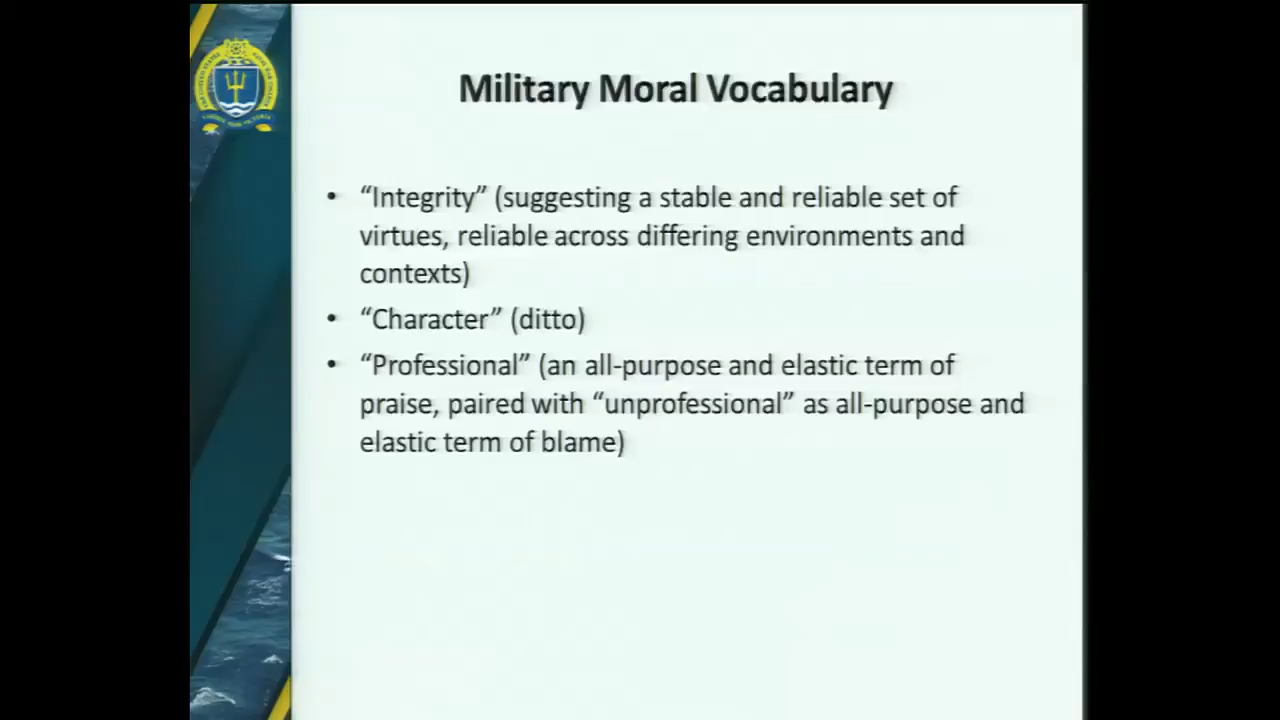 Military Moral Vocabulary
• “Integrity” (suggesting a stable and reliable set of
virtues, reliable across differing environments and
contexts)
• “Character” (ditto)
• “Professional” (an all-purpose and elastic term of
praise, paired with “unprofessional” as all-purpose and
elastic term of blame)